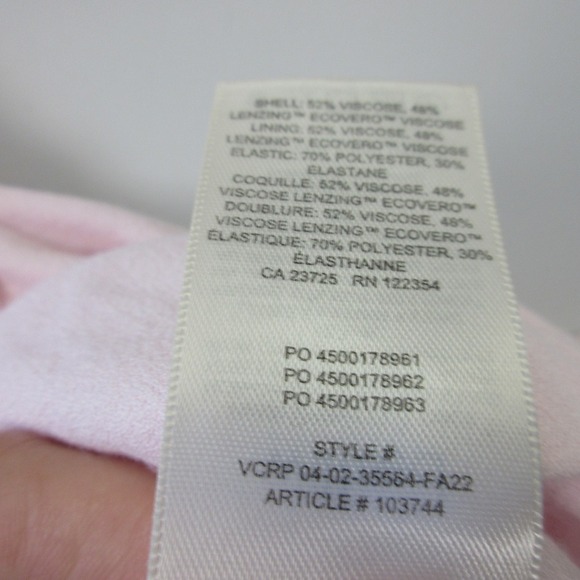 SHELL: 52% VISCOSE, 48%
LENZING™ ECOVERO™ VISCOSE
LINING: 52% VISCOSE, 48%
LENZING™ ECOVERO™ VISCOSE
ELASTIC: 70% POLYESTER, 30%
ELASTANE
COQUILLE: 52% VISCOSE, 48%
VISCOSE LENZING™ ECOVERO™
DOUBLURE: 52% VISCOSE, 48%
VISCOSE LENZING™ ECOVERO™
ÉLASTIQUE: 70% POLYESTER, 30%
ÉLASTHANNE
CA 23725 RN 122354
PO 4500178961
PO 4500178962
PO 4500178963
STYLE #
VCRP 04-02-35564-FA22
ARTICLE # 103744